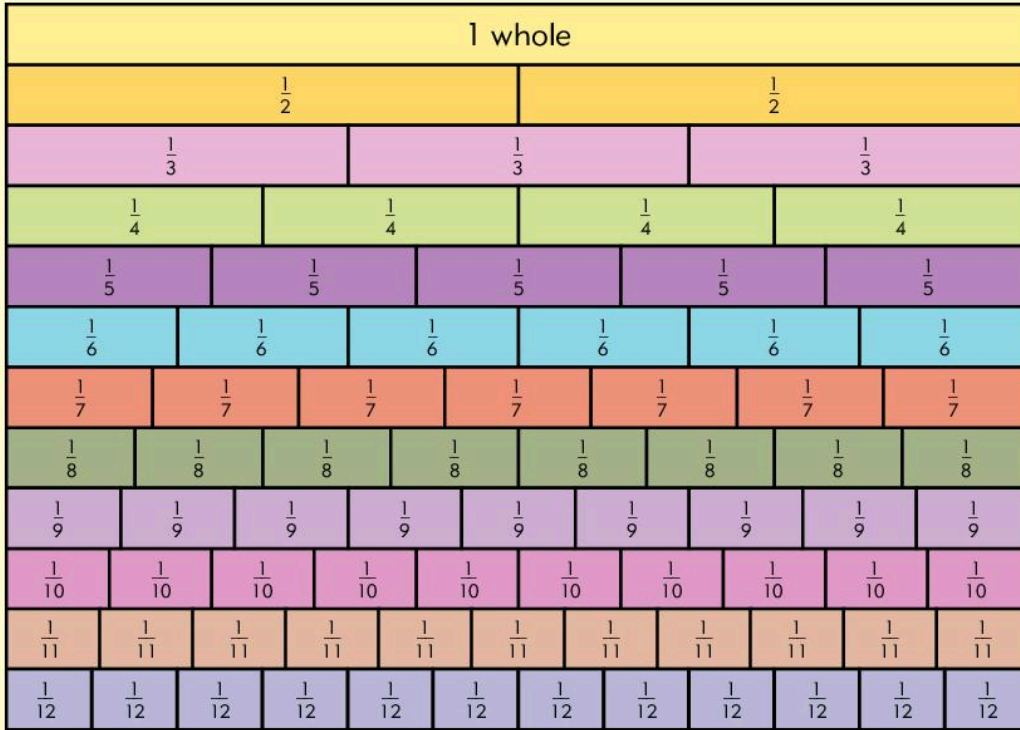 1 whole
1/2 1/2
1/3 1/3 1/3
1/4 1/4 1/4 1/4
1/5 1/5 1/5 1/5 1/5
1/6 1/6 1/6 1/6 1/6 1/6
1/7 1/7 1/7 1/7 1/7 1/7 1/7
1/8 1/8 1/8 1/8 1/8 1/8 1/8 1/8
1/9 1/9 1/9 1/9 1/9 1/9 1/9 1/9 1/9
1/10 1/10 1/10 1/10 1/10 1/10 1/10 1/10 1/10 1/10
1/11 1/11 1/11 1/11 1/11 1/11 1/11 1/11 1/11 1/11 1/11
1/12 1/12 1/12 1/12 1/12 1/12 1/12 1/12 1/12 1/12 1/12 1/12